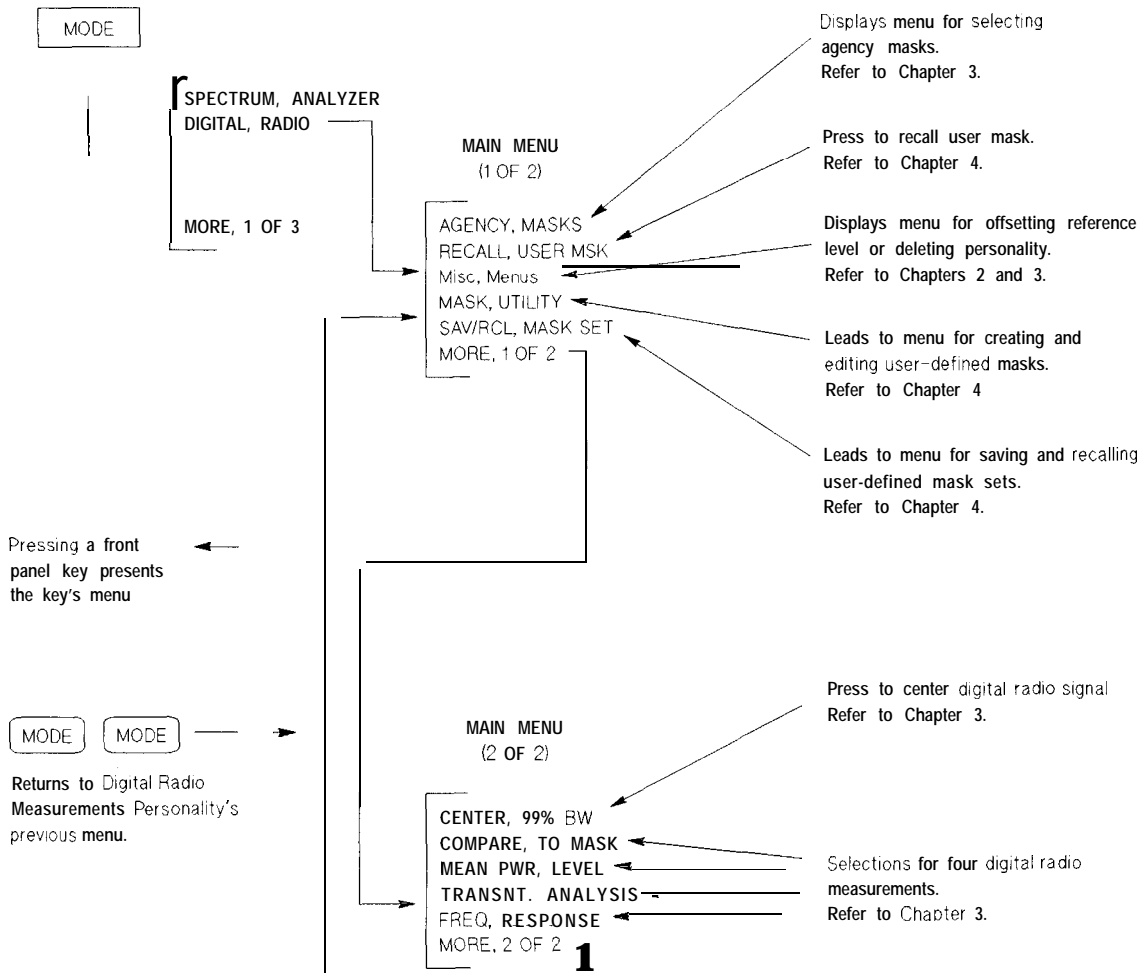 MODE
SPECTRUM, ANALYZER
DIGITAL, RADIO
MORE, 1 OF 3
MAIN MENU
(1 OF 2)
AGENCY, MASKS
RECALL, USER MSK
Misc, Menus
MASK, UTILITY
SAV/RCL, MASK SET
MORE, 1 OF 2
Displays menu for selecting
agency masks.
Refer to Chapter 3.
Press to recall user mask.
Refer to Chapter 4.
Displays menu for offsetting reference
level or deleting personality.
Refer to Chapters 2 and 3.
Leads to menu for creating and
editing user-defined masks.
Refer to Chapter 4
Leads to menu for saving and recalling
user-defined mask sets.
Refer to Chapter 4.
Pressing a front
panel key presents
the key's menu
MODE MODE
Returns to Digital Radio
Measurements Personality's
previous menu.
MAIN MENU
(2 OF 2)
CENTER, 99% BW
COMPARE, TO MASK
MEAN PWR, LEVEL
TRANSNT. ANALYSIS
FREQ, RESPONSE
MORE, 2 OF 2
1
Press to center digital radio signal
Refer to Chapter 3.
Selections for four digital radio
measurements.
Refer to Chapter 3.